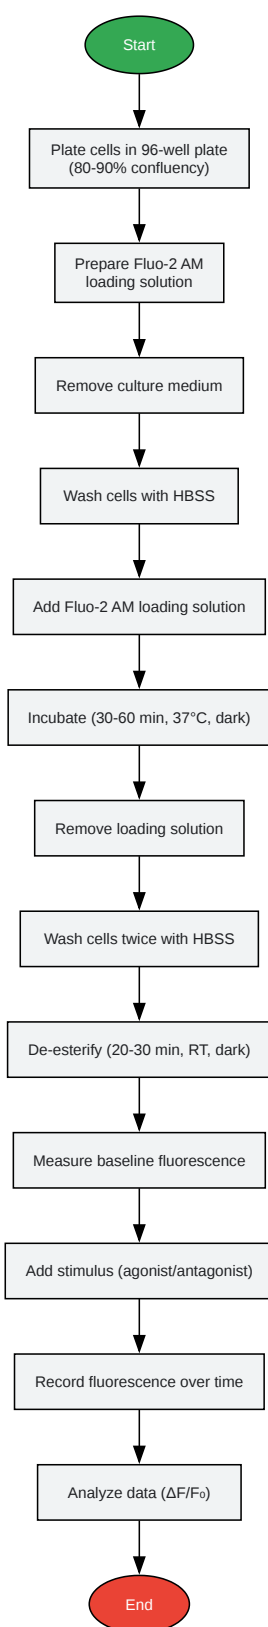 Start
Plate cells in 96-well plate
(80-90% confluency)
Prepare Fluo-2 AM
loading solution
Remove culture medium
Wash cells with HBSS
Add Fluo-2 AM loading solution
Incubate (30-60 min, 37°C, dark)
Remove loading solution
Wash cells twice with HBSS
De-esterify (20-30 min, RT, dark)
Measure baseline fluorescence
Add stimulus (agonist/antagonist)
Record fluorescence over time
Analyze data (ΔF/F₀)
End